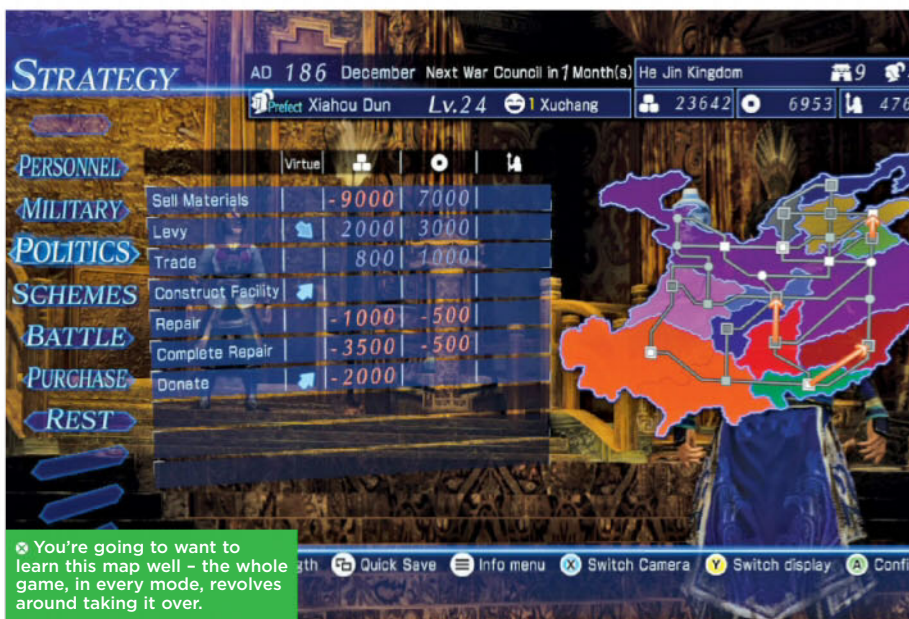 STRATEGY
AD 186 December Next War Council in 1 Month(s)
He Jin Kingdom
9
Prefect Xiahou Dun Lv.24 1 Xuchang
23642 6953 476
PERSONNEL
MILITARY
POLITICS
SCHEMES
BATTLE
PURCHASE
REST
Virtue
Sell Materials -9000 7000
Levy 2000 3000
Trade 800 1000
Construct Facility
Repair -1000 -500
Complete Repair -3500 -500
Donate -2000
gth Quick Save Info menu X Switch Camera Y Switch display A Confi
You're going to want to
learn this map well – the whole
game, in every mode, revolves
around taking it over.